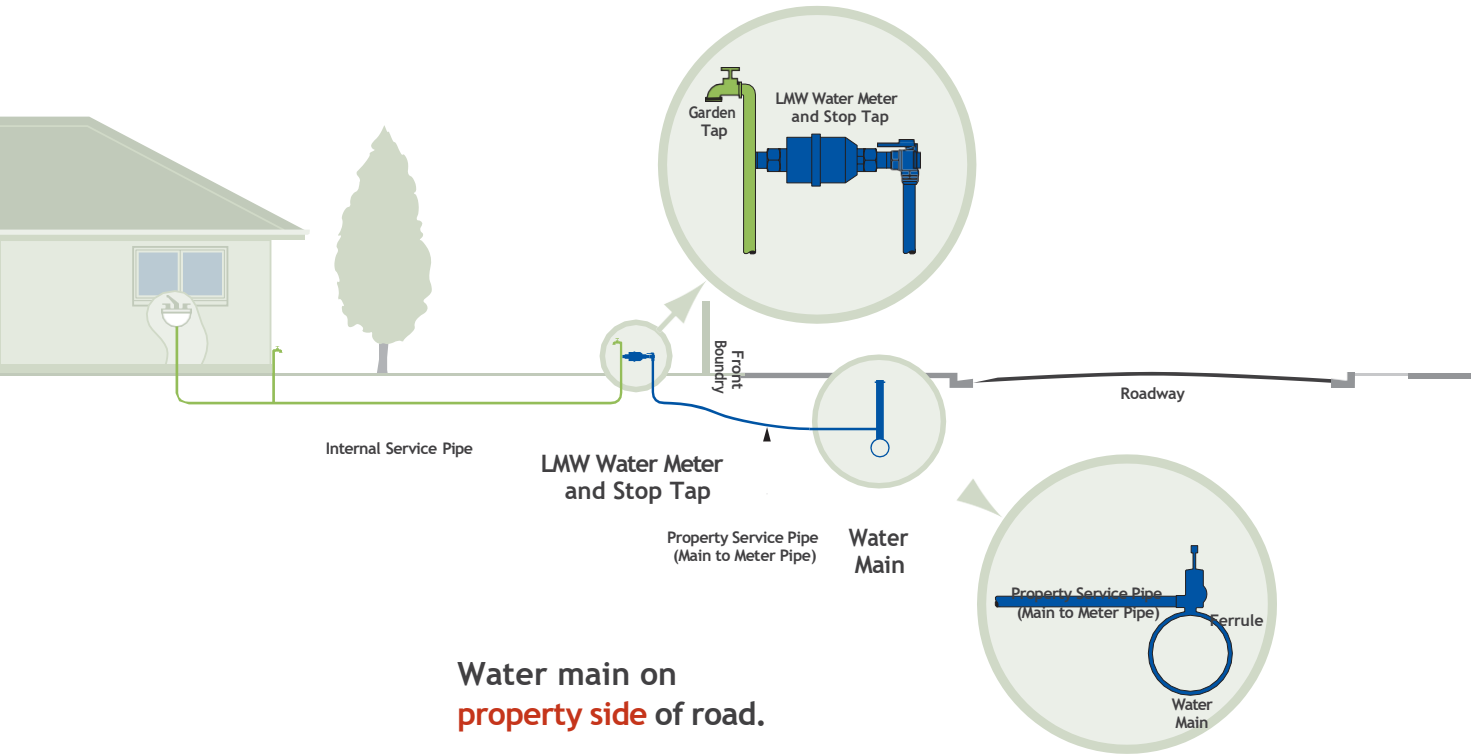 Garden
Tap
LMW Water Meter
and Stop Tap
Front
Boundry
Roadway
Internal Service Pipe
LMW Water Meter
and Stop Tap
Property Service Pipe
(Main to Meter Pipe)
Water
Main
Property Service Pipe
(Main to Meter Pipe)
Ferrule
Water
Main
Water main on
property side of road.